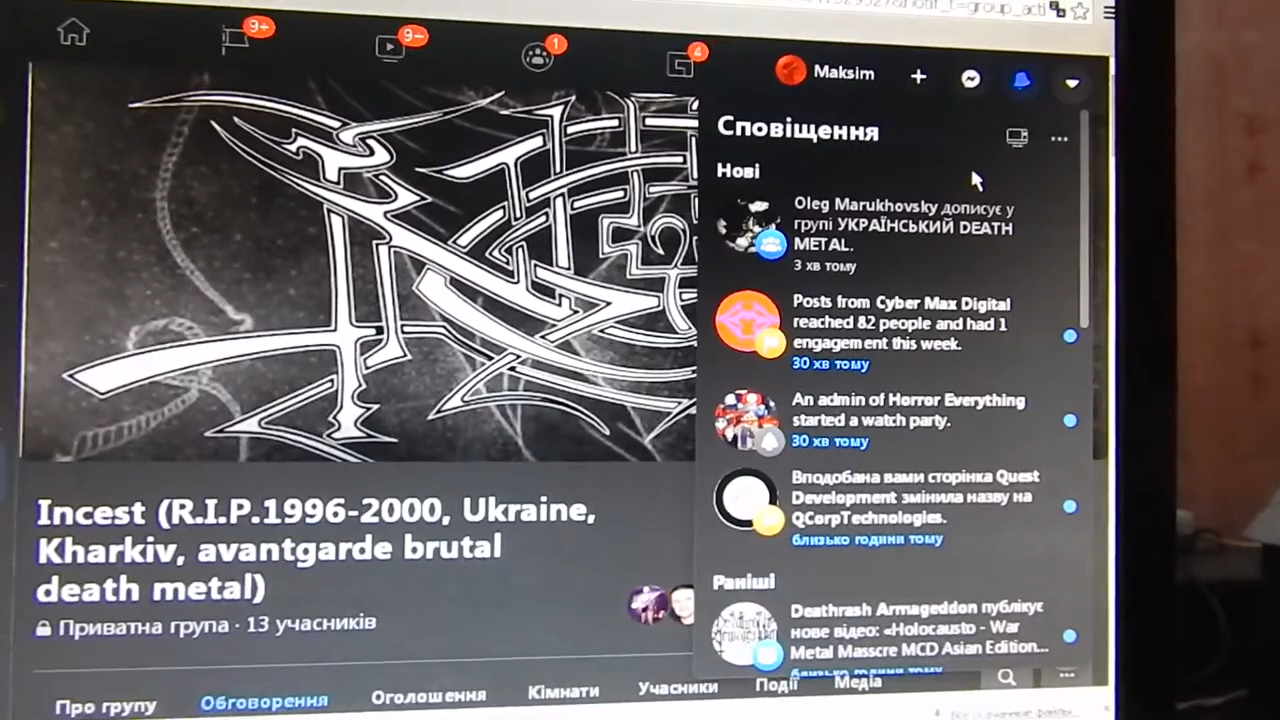 9+
9+
1
4
Maksim
Сповіщення
Нові
Oleg Marukhovsky дописує у
групі УКРАЇНСЬКИЙ DEATH
METAL.
3 хв тому
Posts from Cyber Max Digital
reached 82 people and had 1
engagement this week.
30 хв тому
An admin of Horror Everything
started a watch party.
30 хв тому
Вподобана вами сторінка Quest
Development змінила назву на
QCorpTechnologies.
близько години тому
Раніші
Deathrash Armageddon публікує
нове відео: «Holocausto - War
Metal Masscre MCD Asian Edition...
близько години тому
Incest (R.I.P.1996-2000, Ukraine,
Kharkiv, avantgarde brutal
death metal)
Приватна група · 13 учасників
Про групу
Обговорення
Оголошення
Кімнати
Учасники
Події
Медіа